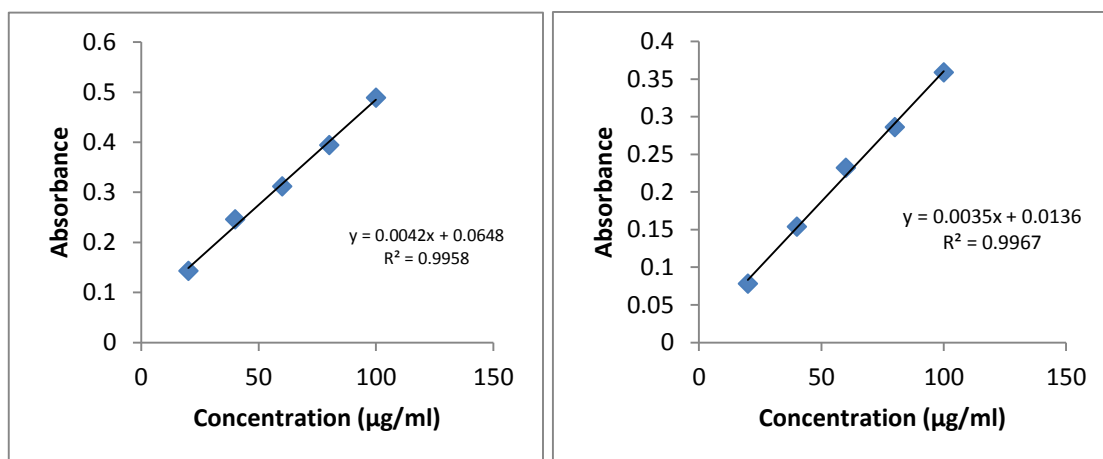 0.6
0.5
0.4
0.3
0.2
0.1
0
Absorbance
y = 0.0042x + 0.0648
R² = 0.9958
0 50 100 150
Concentration (µg/ml)
0.4
0.35
0.3
0.25
0.2
0.15
0.1
0.05
0
Absorbance
y = 0.0035x + 0.0136
R² = 0.9967
0 50 100 150
Concentration (µg/ml)